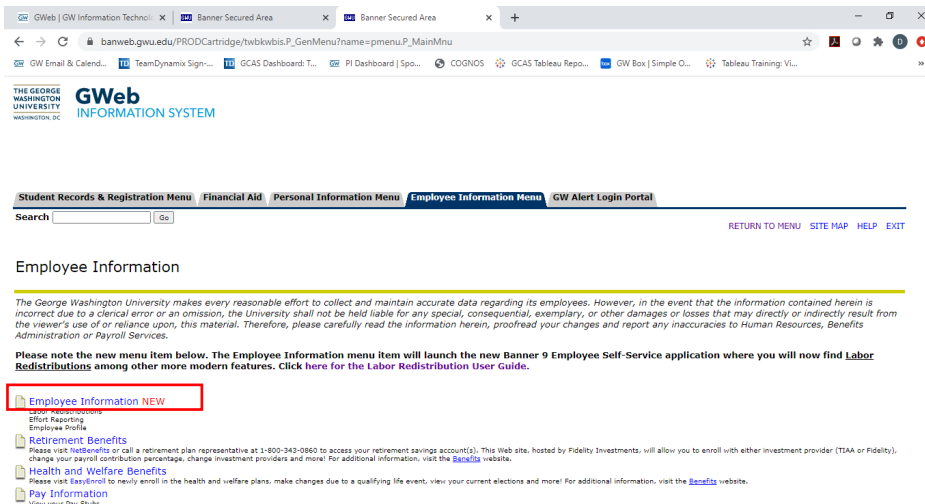 GWeb | GW Information Technolo
Banner Secured Area
Banner Secured Area
banweb.gwu.edu/PRODCartridge/twbkwbis.P_GenMenu?name=pmenu.P_MainMnu
GW Email & Calend...
TeamDynamix Sign-...
GCAS Dashboard: T...
PI Dashboard | Spo...
COGNOS
GCAS Tableau Repo...
GW Box | Simple O...
Tableau Training: Vi...
THE GEORGE
WASHINGTON
UNIVERSITY
WASHINGTON, DC
GWeb
INFORMATION SYSTEM
Student Records & Registration Menu Financial Aid Personal Information Menu Employee Information Menu GW Alert Login Portal
Search Go
RETURN TO MENU SITE MAP HELP EXIT
Employee Information
The George Washington University makes every reasonable effort to collect and maintain accurate data regarding its employees. However, in the event that the information contained herein is
incorrect due to a clerical error or an omission, the University shall not be held liable for any special, consequential, exemplary, or other damages or losses that may directly or indirectly result from
the viewer's use of or reliance upon, this material. Therefore, please carefully read the information herein, proofread your changes and report any inaccuracies to Human Resources, Benefits
Administration or Payroll Services.
Please note the new menu item below. The Employee Information menu item will launch the new Banner 9 Employee Self-Service application where you will now find Labor
Redistributions among other more modern features. Click here for the Labor Redistribution User Guide.
Employee Information NEW
Labor Redistributions
Effort Reporting
Employee Profile
Retirement Benefits
Please visit NetBenefits or call a retirement plan representative at 1-800-343-0860 to access your retirement savings account(s). This Web site, hosted by Fidelity Investments, will allow you to enroll with either investment provider (TIAA or Fidelity),
change your payroll contribution percentage, change investment providers and more! For additional information, visit the Benefits website.
Health and Welfare Benefits
Please visit EasyEnroll to newly enroll in the health and welfare plans, make changes due to a qualifying life event, view your current elections and more! For additional information, visit the Benefits website.
Pay Information
View your Pay Stubs